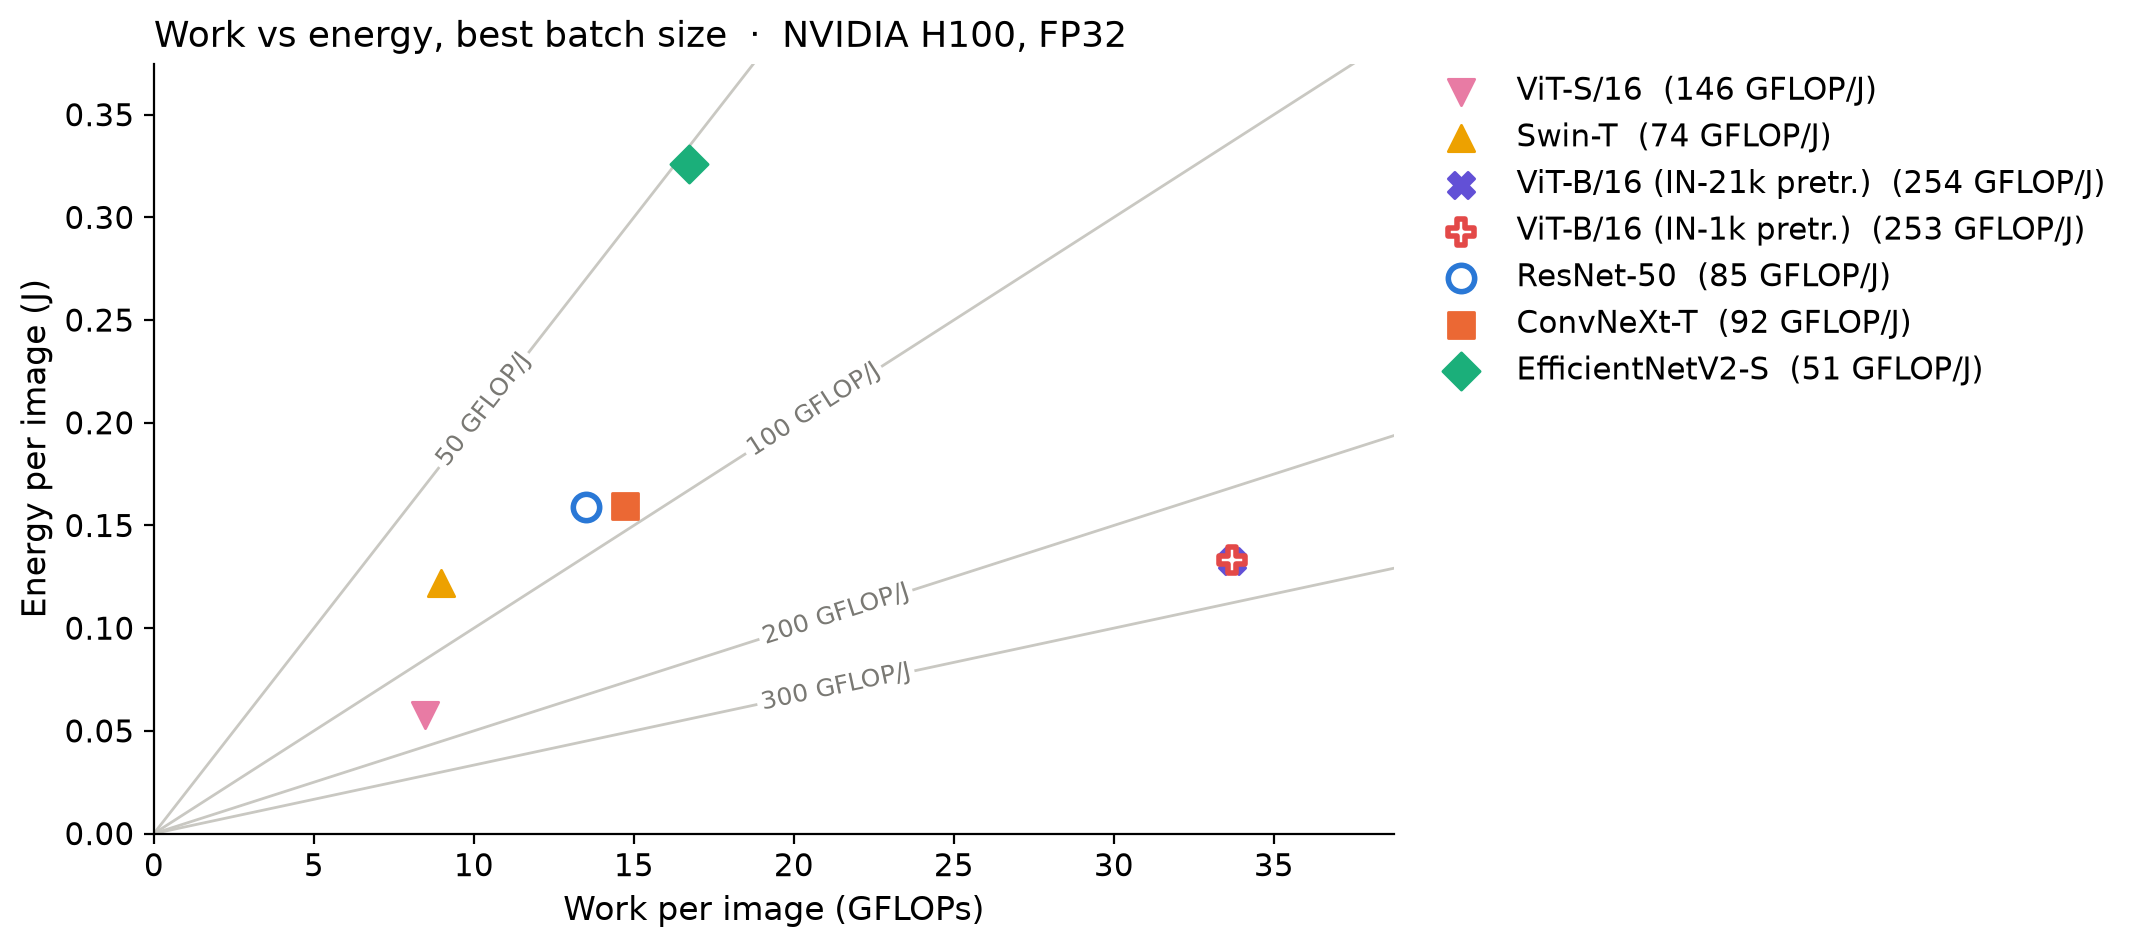 Work vs energy, best batch size · NVIDIA H100, FP32
Energy per image (J)
0.35
0.30
0.25
0.20
0.15
0.10
0.05
0.00
0 5 10 15 20 25 30 35
Work per image (GFLOPs)
50 GFLOP/J
100 GFLOP/J
200 GFLOP/J
300 GFLOP/J
ViT-S/16 (146 GFLOP/J)
Swin-T (74 GFLOP/J)
ViT-B/16 (IN-21k pretr.) (254 GFLOP/J)
ViT-B/16 (IN-1k pretr.) (253 GFLOP/J)
ResNet-50 (85 GFLOP/J)
ConvNeXt-T (92 GFLOP/J)
EfficientNetV2-S (51 GFLOP/J)